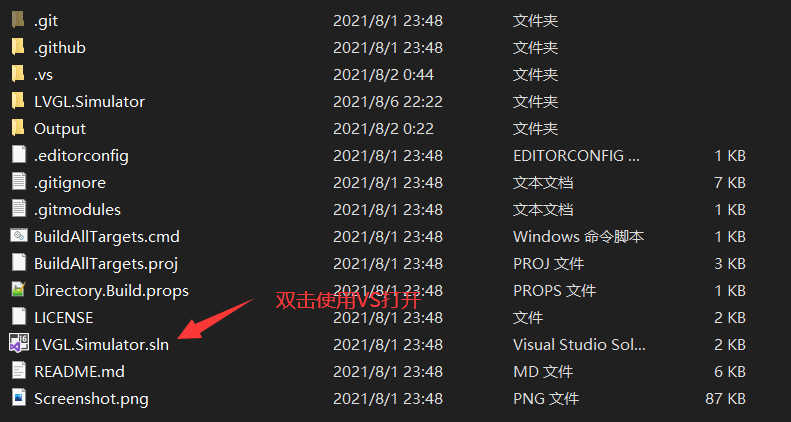 .git 2021/8/1 23:48 文件夹
.github 2021/8/1 23:48 文件夹
.vs 2021/8/2 0:44 文件夹
LVGL.Simulator 2021/8/6 22:22 文件夹
Output 2021/8/2 0:22 文件夹
.editorconfig 2021/8/1 23:48 EDITORCONFIG ... 1 KB
.gitignore 2021/8/1 23:48 文本文档 7 KB
.gitmodules 2021/8/1 23:48 文本文档 1 KB
BuildAllTargets.cmd 2021/8/1 23:48 Windows 命令脚本 1 KB
BuildAllTargets.proj 2021/8/1 23:48 PROJ 文件 3 KB
Directory.Build.props 2021/8/1 23:48 PROPS 文件 1 KB
双击使用VS打开
LICENSE 2021/8/1 23:48 文件 2 KB
LVGL.Simulator.sln 2021/8/1 23:48 Visual Studio Sol... 2 KB
README.md 2021/8/1 23:48 MD 文件 6 KB
Screenshot.png 2021/8/1 23:48 PNG 文件 87 KB